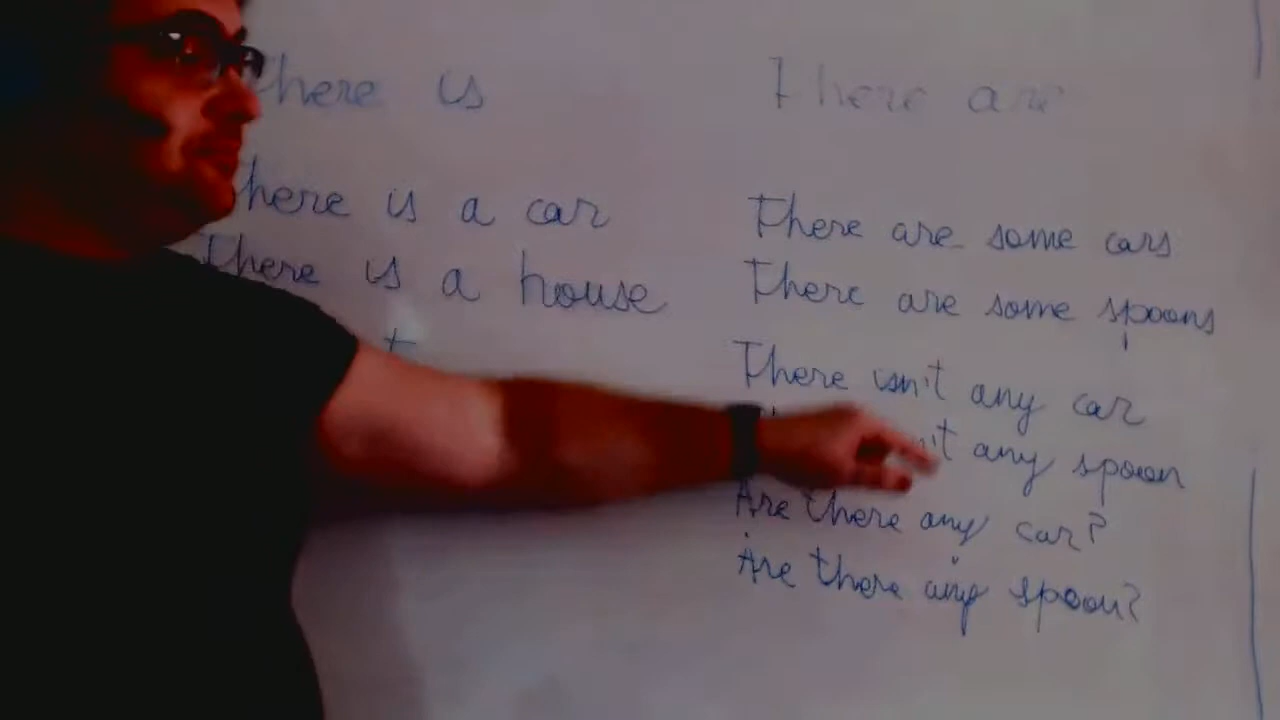 here is
There are
here is a car
There is a house
There are some cars
There are some spoons
There isn't any car
any spoon
Are there any car?
Are there any spoon?